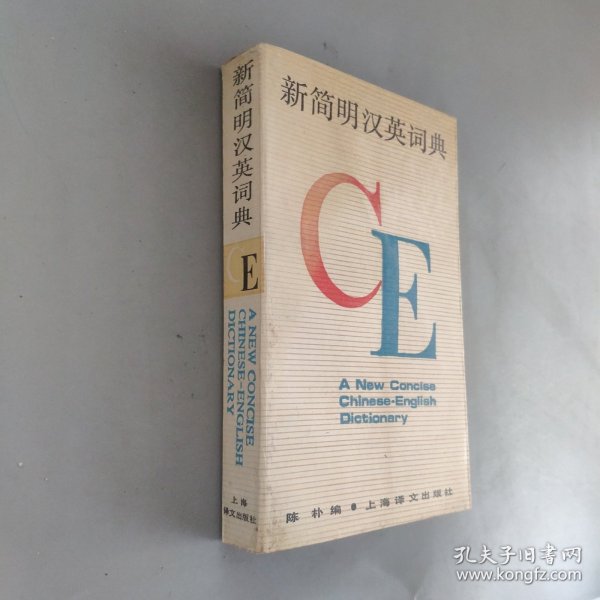 新简明汉英词典
CE
A New Concise
Chinese-English
Dictionary
陈 朴编●上海译文出版社
新简明汉英词典
CE
A NEW CONCISE
CHINESE-ENGLISH
DICTIONARY
上海
译文出版社
孔夫子旧书网
www.kongfz.com